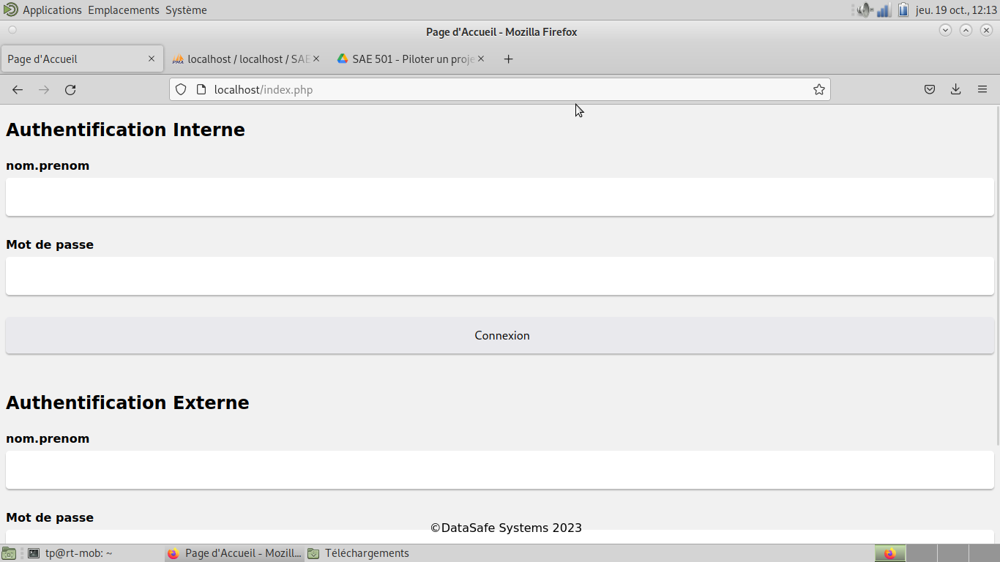 Applications Emplacements Système jeu. 19 oct., 12:13
Page d'Accueil - Mozilla Firefox
Page d'Accueil localhost / localhost / SAE SAE 501 - Piloter un proje
localhost/index.php
Authentification Interne
nom.prenom
Mot de passe
Connexion
Authentification Externe
nom.prenom
Mot de passe
©DataSafe Systems 2023
tp@rt-mob: ~ Page d'Accueil - Mozill... Téléchargements